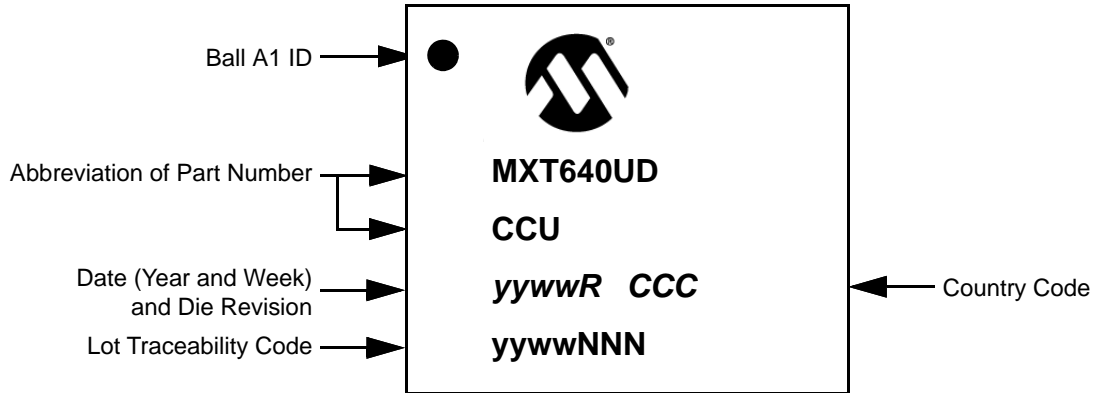 Ball A1 ID
®
Abbreviation of Part Number
MXT640UD
CCU
Date (Year and Week)
and Die Revision
yywwR CCC
Country Code
Lot Traceability Code
yywwNNN